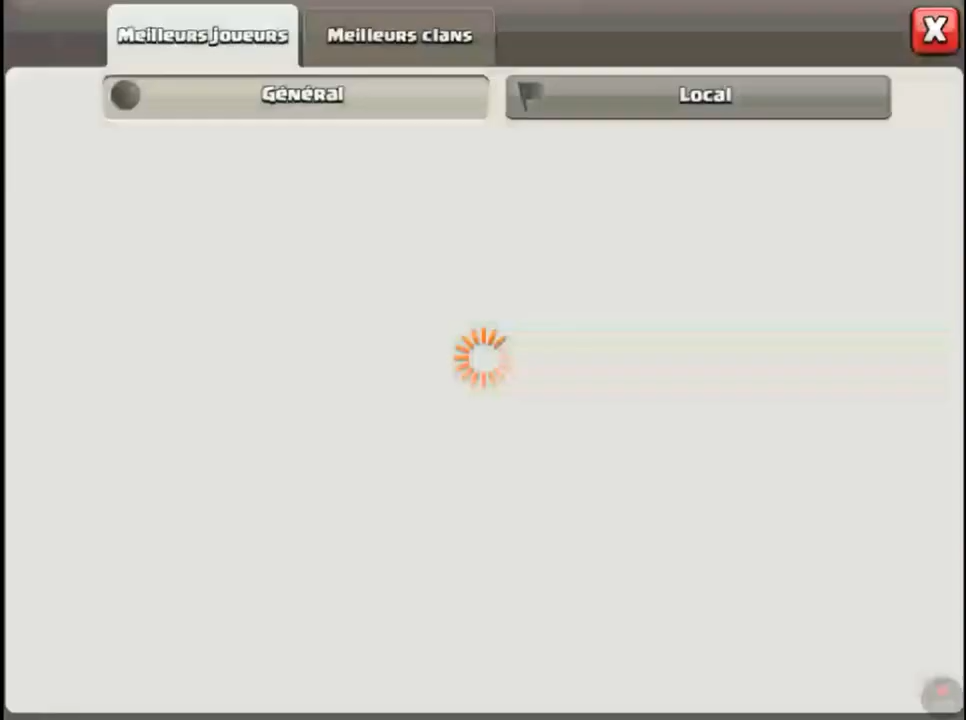 Meilleurs joueurs
Meilleurs clans
X
Général
Local